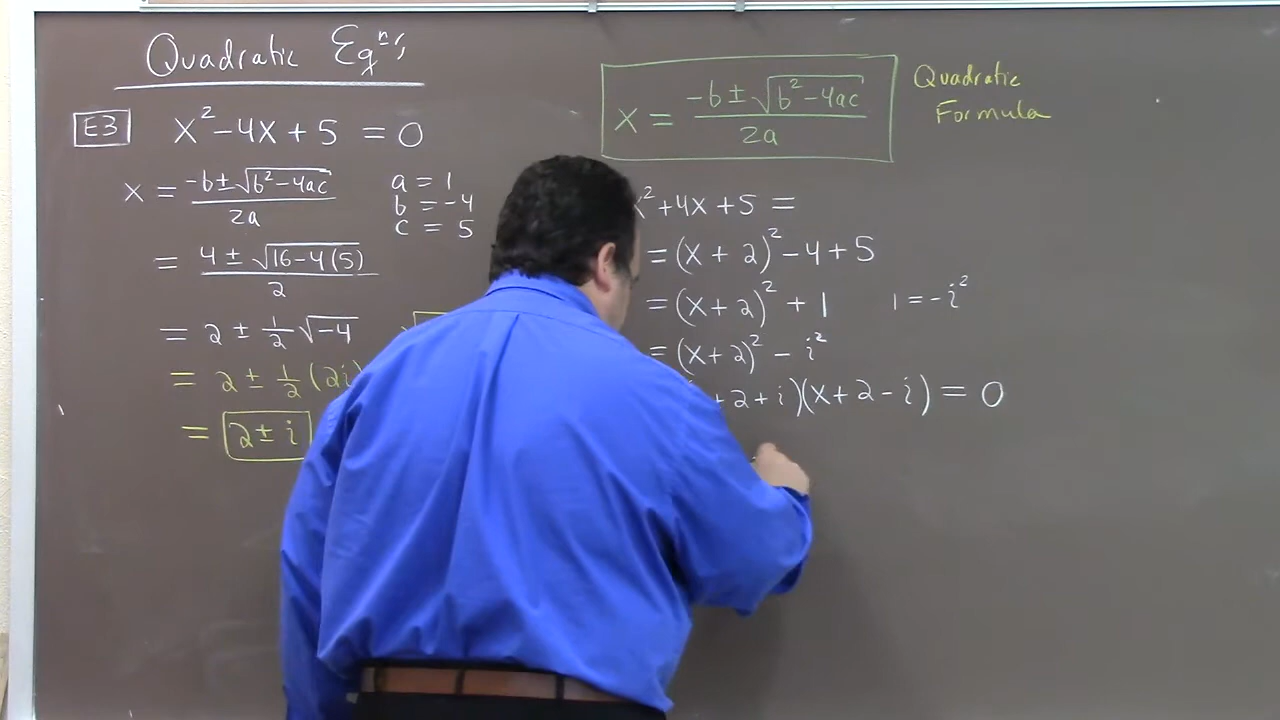 Quadratic Eqⁿ's
E3 x² - 4x + 5 = 0
x = (-b ± √(b² - 4ac)) / 2a
a = 1
b = -4
c = 5
= (4 ± √(16 - 4(5))) / 2
= 2 ± 1/2 √-4
= 2 ± 1/2 (2i
= 2 ± i
x = (-b ± √(b² - 4ac)) / 2a
Quadratic
Formula
x² + 4x + 5 =
= (x + 2)² - 4 + 5
= (x + 2)² + 1
1 = -i²
= (x + 2)² - i²
+ 2 + i)(x + 2 - i) = 0